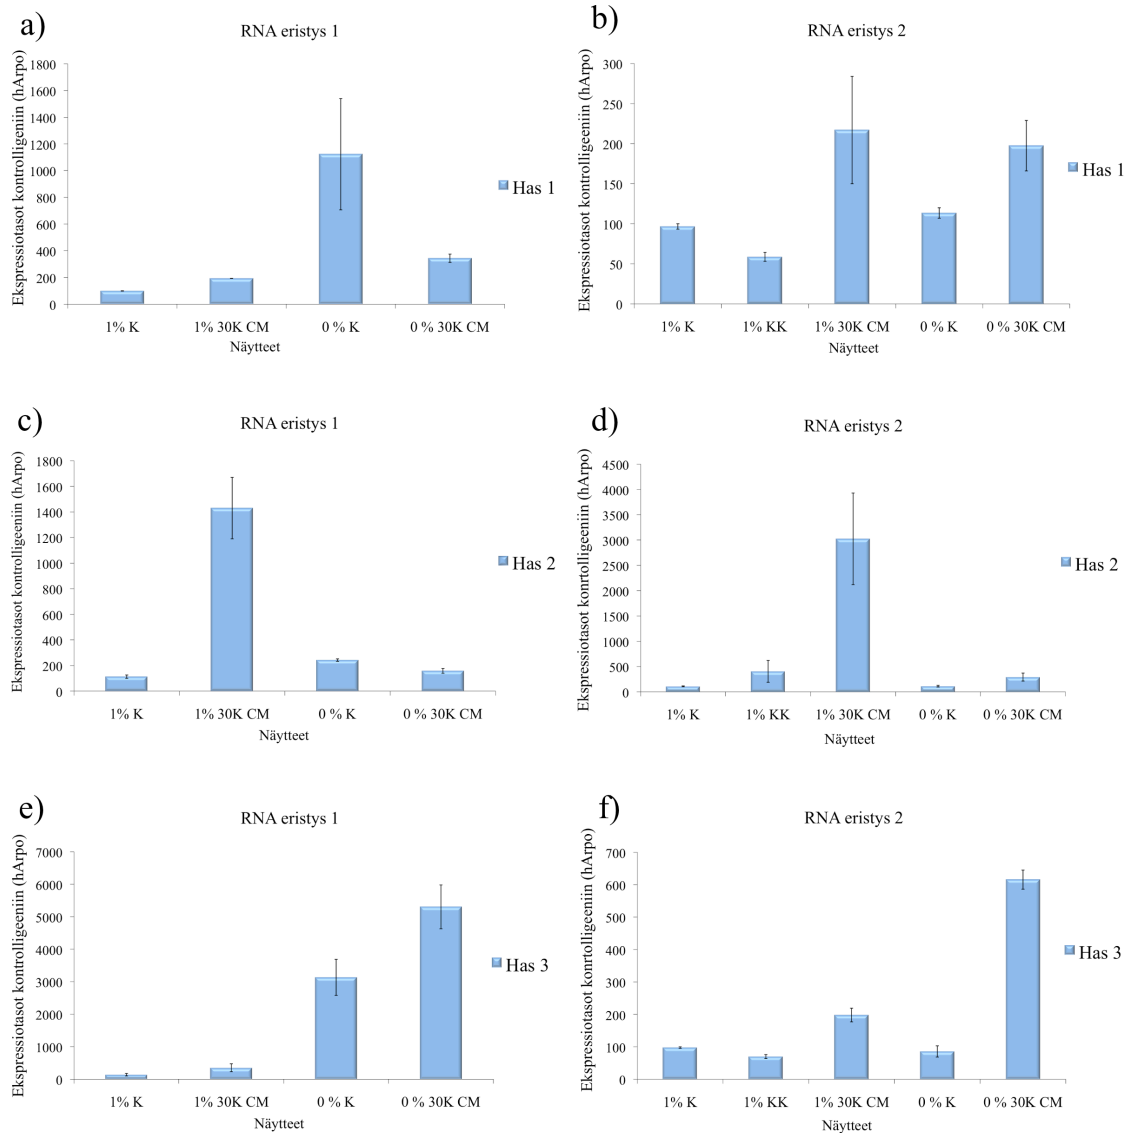 a)
RNA eristys 1
Ekspressiotasot kontrolligeniin (hArpo)
1800
1600
1400
1200
1000
800
600
400
200
0
1% K 1% 30K CM 0 % K 0 % 30K CM
Näytteet
Has 1
b)
RNA eristys 2
Ekspressiotasot kontrolligeeniin (hArpo)
300
250
200
150
100
50
0
1% K 1% KK 1% 30K CM 0 % K 0 % 30K CM
Näytteet
Has 1
c)
RNA eristys 1
Ekspressiotasot kontrolligeeniin (hArpo)
1800
1600
1400
1200
1000
800
600
400
200
0
1% K 1% 30K CM 0 % K 0 % 30K CM
Näytteet
Has 2
d)
RNA eristys 2
Ekspressiotasot konrtolligeeniin (hArpo)
4500
4000
3500
3000
2500
2000
1500
1000
500
0
1% K 1% KK 1% 30K CM 0 % K 0 % 30K CM
Näytteet
Has 2
e)
RNA eristys 1
Ekspressiotasot kontrolligeeniin (hArpo)
7000
6000
5000
4000
3000
2000
1000
0
1% K 1% 30K CM 0 % K 0 % 30K CM
Näytteet
Has 3
f)
RNA eristys 2
Ekspressiotasot konrtolligeeniin (hArpo)
700
600
500
400
300
200
100
0
1% K 1% KK 1% 30K CM 0 % K 0 % 30K CM
Näytteet
Has 3